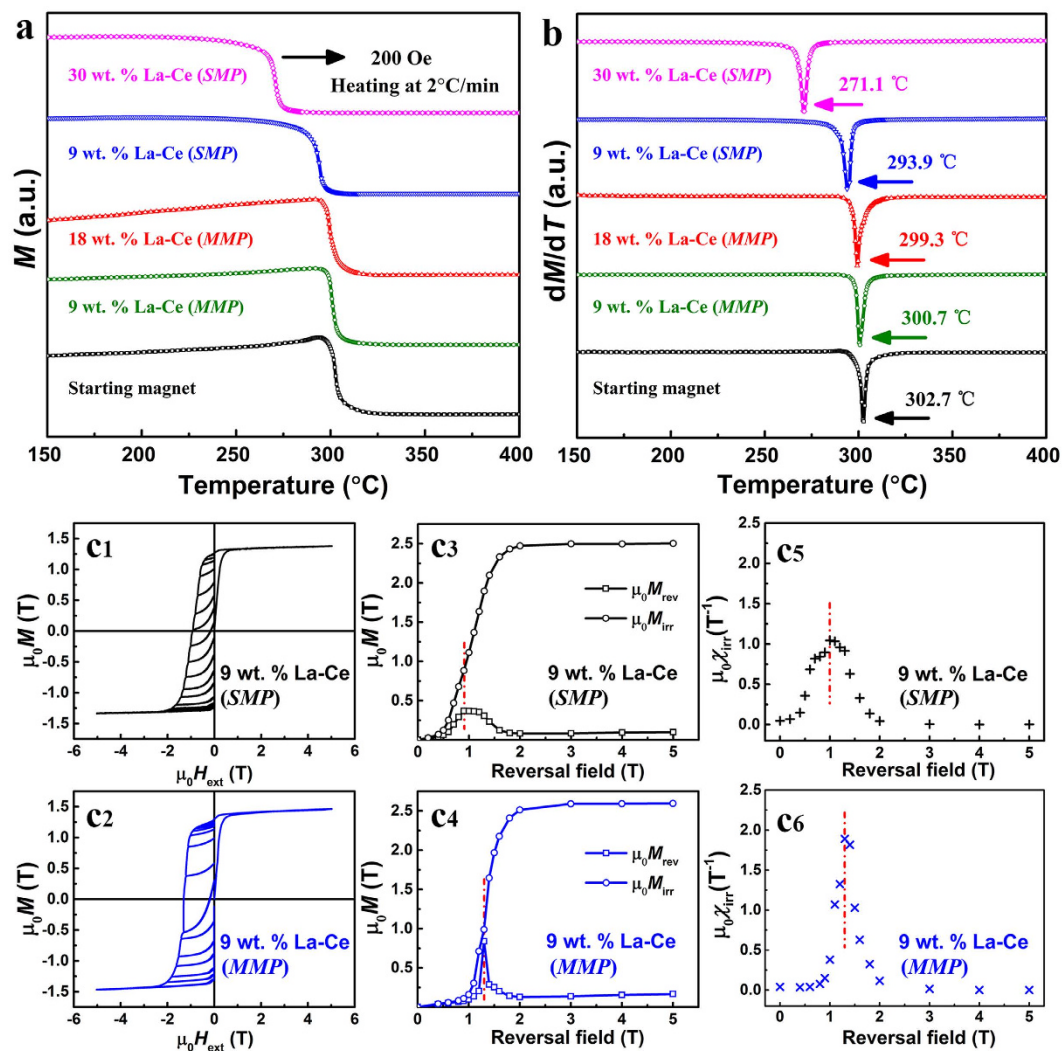 a
200 Oe
30 wt. % La-Ce (SMP)
Heating at 2°C/min
9 wt. % La-Ce (SMP)
18 wt. % La-Ce (MMP)
9 wt. % La-Ce (MMP)
Starting magnet
M (a.u.)
150 200 250 300 350 400
Temperature (°C)
b
30 wt. % La-Ce (SMP)
271.1 ℃
9 wt. % La-Ce (SMP)
293.9 ℃
18 wt. % La-Ce (MMP)
299.3 ℃
9 wt. % La-Ce (MMP)
300.7 ℃
Starting magnet
302.7 ℃
dM/dT (a.u.)
150 200 250 300 350 400
Temperature (°C)
c1
1.5
1.0
0.5
0.0
-0.5
-1.0
-1.5
μ₀M (T)
9 wt. % La-Ce
(SMP)
-6 -4 -2 0 2 4 6
μ₀Hext (T)
c3
2.5
2.0
1.5
1.0
0.5
μ₀M (T)
μ₀Mrev
μ₀Mirr
9 wt. % La-Ce
(SMP)
0 1 2 3 4 5
Reversal field (T)
c5
2.5
2.0
1.5
1.0
0.5
0.0
μ₀χirr(T⁻¹)
9 wt. % La-Ce
(SMP)
0 1 2 3 4 5
Reversal field (T)
c2
1.5
1.0
0.5
0.0
-0.5
-1.0
-1.5
μ₀M (T)
9 wt. % La-Ce
(MMP)
-6 -4 -2 0 2 4 6
μ₀Hext (T)
c4
2.5
2.0
1.5
1.0
0.5
μ₀M (T)
μ₀Mrev
μ₀Mirr
9 wt. % La-Ce
(MMP)
0 1 2 3 4 5
Reversal field (T)
c6
2.5
2.0
1.5
1.0
0.5
0.0
μ₀χirr(T⁻¹)
9 wt. % La-Ce
(MMP)
0 1 2 3 4 5
Reversal field (T)